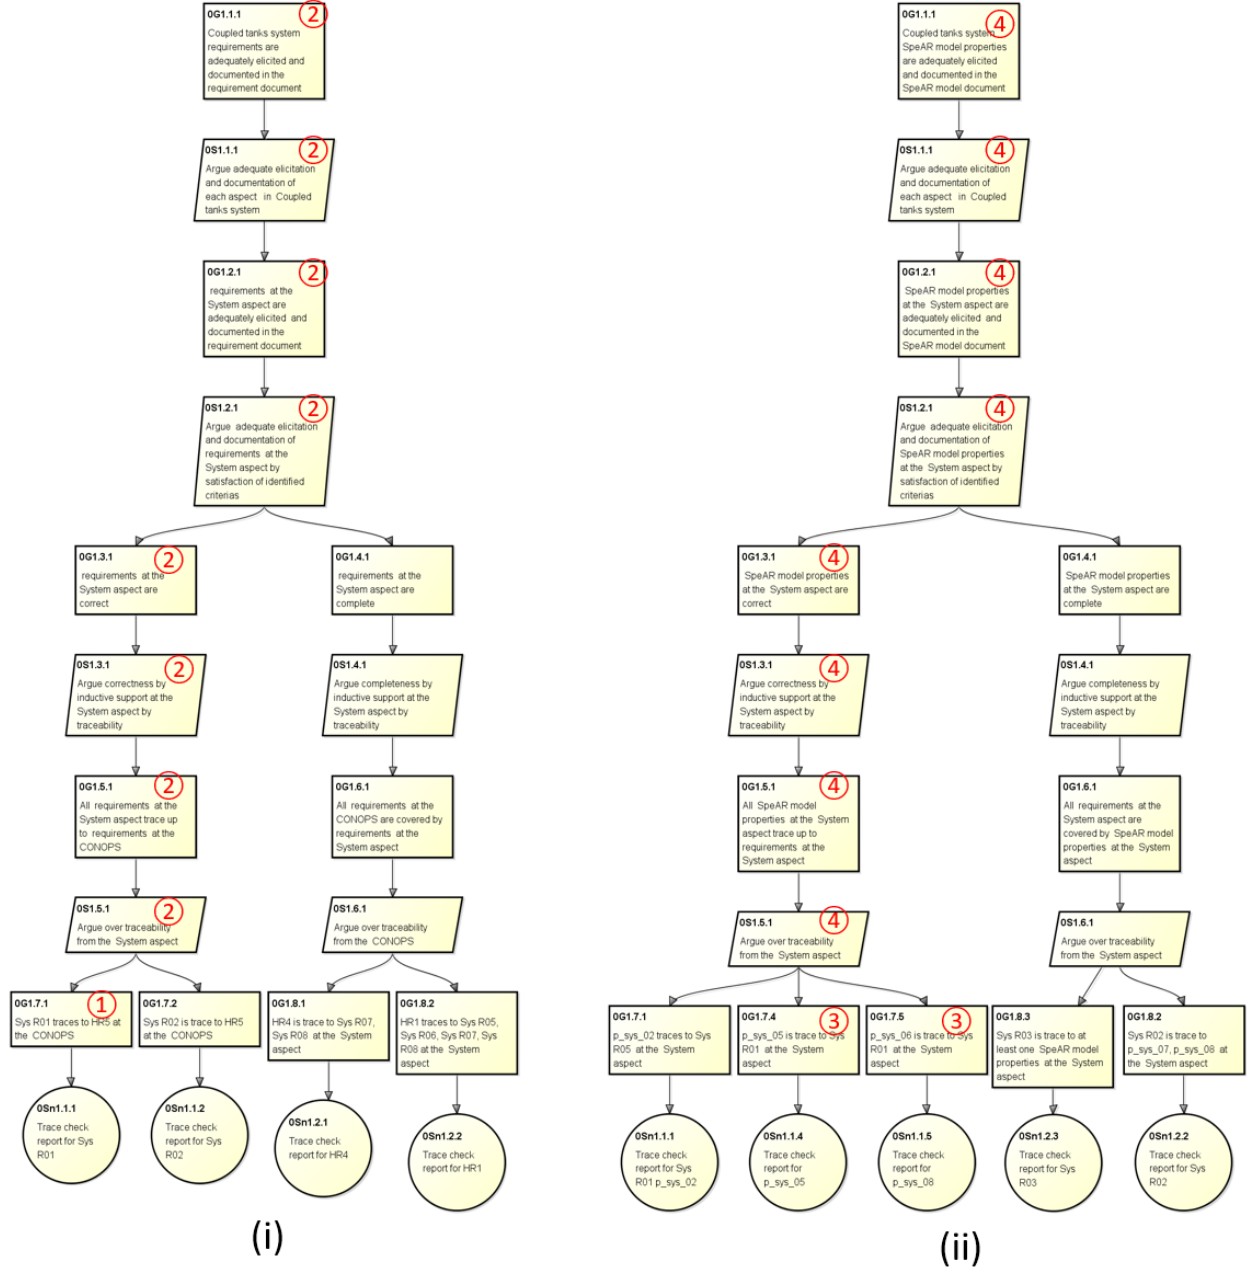 0G1.1.1
2
Coupled tanks system
requirements are
adequately elicited and
documented in the
requirement document
0S1.1.1
2
Argue adequate elicitation
and documentation of
each aspect in Coupled
tanks system
0G1.2.1
2
requirements at the
System aspect are
adequately elicited and
documented in the
requirement document
0S1.2.1
2
Argue adequate elicitation
and documentation of
requirements at the
System aspect by
satisfaction of identified
criterias
0G1.3.1
2
requirements at the
System aspect are
correct
0S1.3.1
2
Argue correctness by
inductive support at the
System aspect by
traceability
0G1.5.1
2
All requirements at the
System aspect trace up
to requirements at the
CONOPS
0S1.5.1
2
Argue over traceability
from the System aspect
0G1.7.1
1
Sys R01 traces to HR5 at
the CONOPS
0Sn1.1.1
Trace check
report for Sys
R01
0G1.7.2
Sys R02 is trace to HR5
at the CONOPS
0Sn1.1.2
Trace check
report for Sys
R02
0G1.4.1
requirements at the
System aspect are
complete
0S1.4.1
Argue completeness by
inductive support at the
System aspect by
traceability
0G1.6.1
All requirements at the
CONOPS are covered by
requirements at the
System aspect
0S1.6.1
Argue over traceability
from the CONOPS
0G1.8.1
HR4 is trace to Sys R07,
Sys R08 at the System
aspect
0Sn1.2.1
Trace check
report for HR4
0G1.8.2
HR1 traces to Sys R05,
Sys R06, Sys R07, Sys
R08 at the System
aspect
0Sn1.2.2
Trace check
report for HR1
(i)
0G1.1.1
4
Coupled tanks system
SpeAR model properties
are adequately elicited
and documented in the
SpeAR model document
0S1.1.1
4
Argue adequate elicitation
and documentation of
each aspect in Coupled
tanks system
0G1.2.1
4
SpeAR model properties
at the System aspect are
adequately elicited and
documented in the
SpeAR model document
0S1.2.1
4
Argue adequate elicitation
and documentation of
SpeAR model properties
at the System aspect by
satisfaction of identified
criterias
0G1.3.1
4
SpeAR model properties
at the System aspect are
correct
0S1.3.1
4
Argue correctness by
inductive support at the
System aspect by
traceability
0G1.5.1
4
All SpeAR model
properties at the System
aspect trace up to
requirements at the
System aspect
0S1.5.1
4
Argue over traceability
from the System aspect
0G1.7.1
p_sys_02 traces to Sys
R05 at the System
aspect
0Sn1.1.1
Trace check
report for Sys
R01 p_sys_02
0G1.7.4
3
p_sys_05 is trace to Sys
R01 at the System
aspect
0Sn1.1.4
Trace check
report for
p_sys_05
0G1.7.5
3
p_sys_06 is trace to Sys
R01 at the System
aspect
0Sn1.1.5
Trace check
report for
p_sys_08
0G1.4.1
SpeAR model properties
at the System aspect are
complete
0S1.4.1
Argue completeness by
inductive support at the
System aspect by
traceability
0G1.6.1
All requirements at the
System aspect are
covered by SpeAR model
properties at the System
aspect
0S1.6.1
Argue over traceability
from the System aspect
0G1.8.3
Sys R03 is trace to at
least one SpeAR model
properties at the System
aspect
0Sn1.2.3
Trace check
report for Sys
R03
0G1.8.2
Sys R02 is trace to
p_sys_07, p_sys_08 at
the System aspect
0Sn1.2.2
Trace check
report for Sys
R02
(ii)